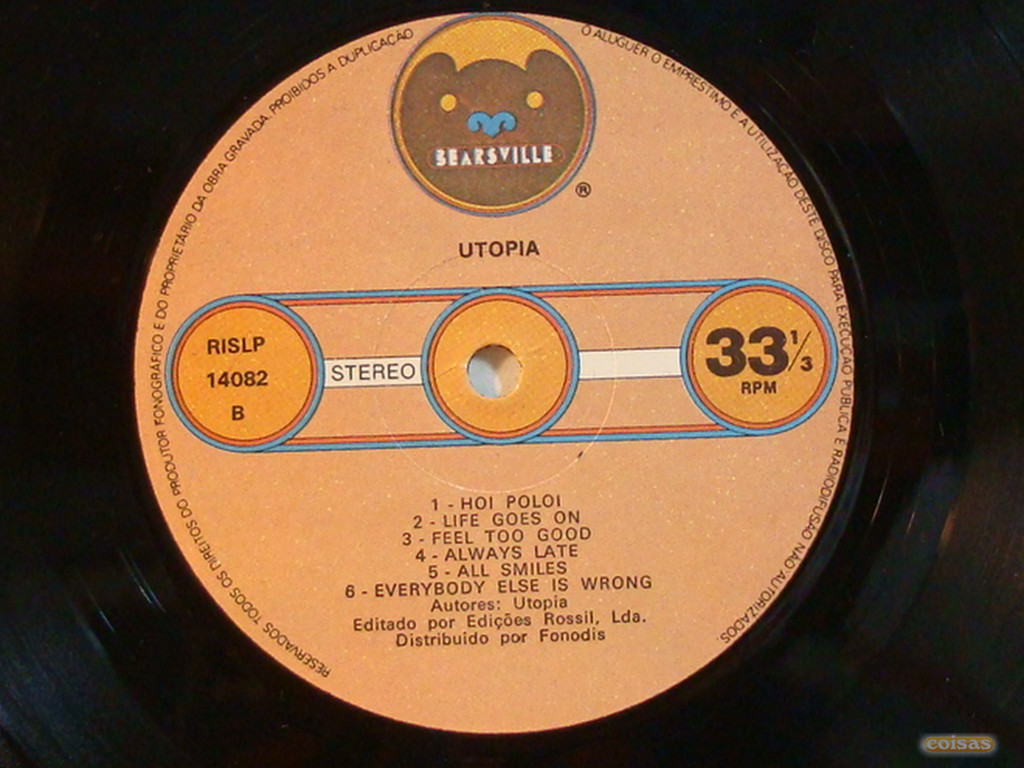 RESERVADOS TODOS OS DIREITOS DO PRODUTOR FONOGRÁFICO E DO PROPRIETÁRIO DA OBRA GRAVADA. PROIBIDOS A DUPLICAÇÃO
O ALUGUER O EMPRÉSTIMO E A UTILIZAÇÃO DESTE DISCO PARA EXECUÇÃO PÚBLICA E RADIODIFUSÃO NÃO AUTORIZADOS.
BEARSVILLE
®
UTOPIA
RISLP
14082
B
STEREO
33 1/3
RPM
1 - HOI POLOI
2 - LIFE GOES ON
3 - FEEL TOO GOOD
4 - ALWAYS LATE
5 - ALL SMILES
6 - EVERYBODY ELSE IS WRONG
Autores: Utopia
Editado por Edições Rossil, Lda.
Distribuido por Fonodis
coisas